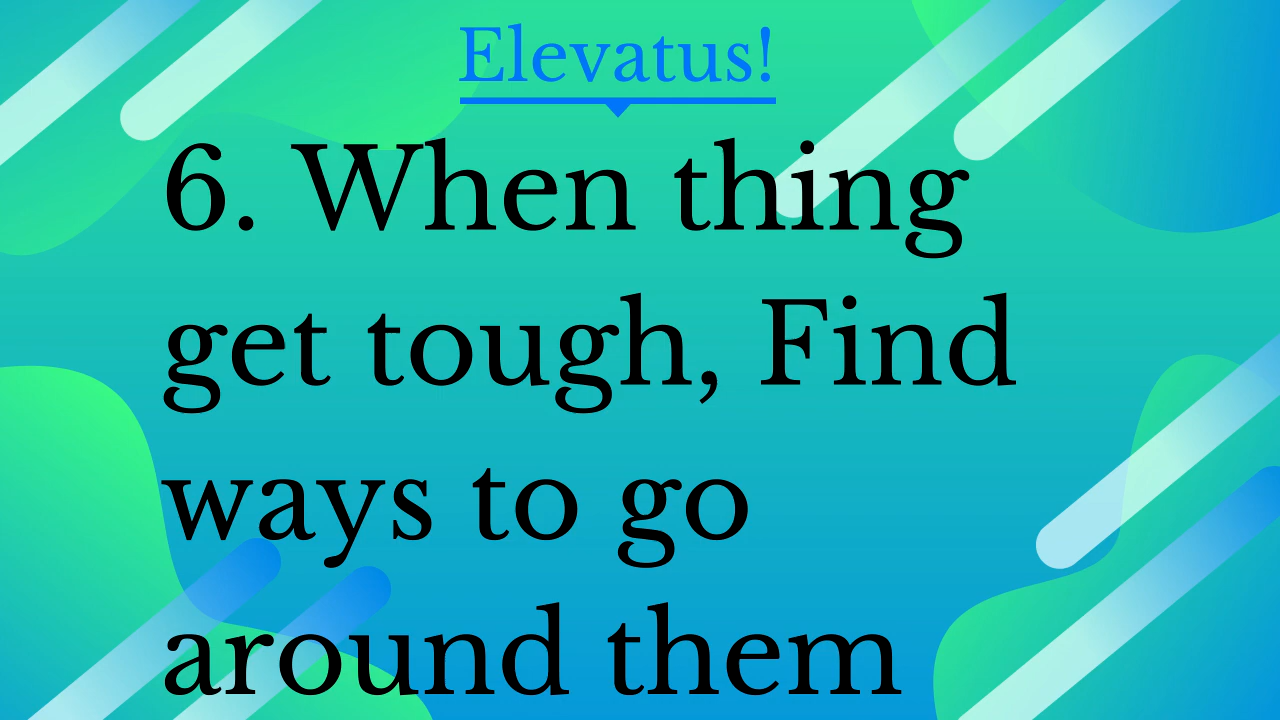 Elevatus!
6. When thing
get tough, Find
ways to go
around them